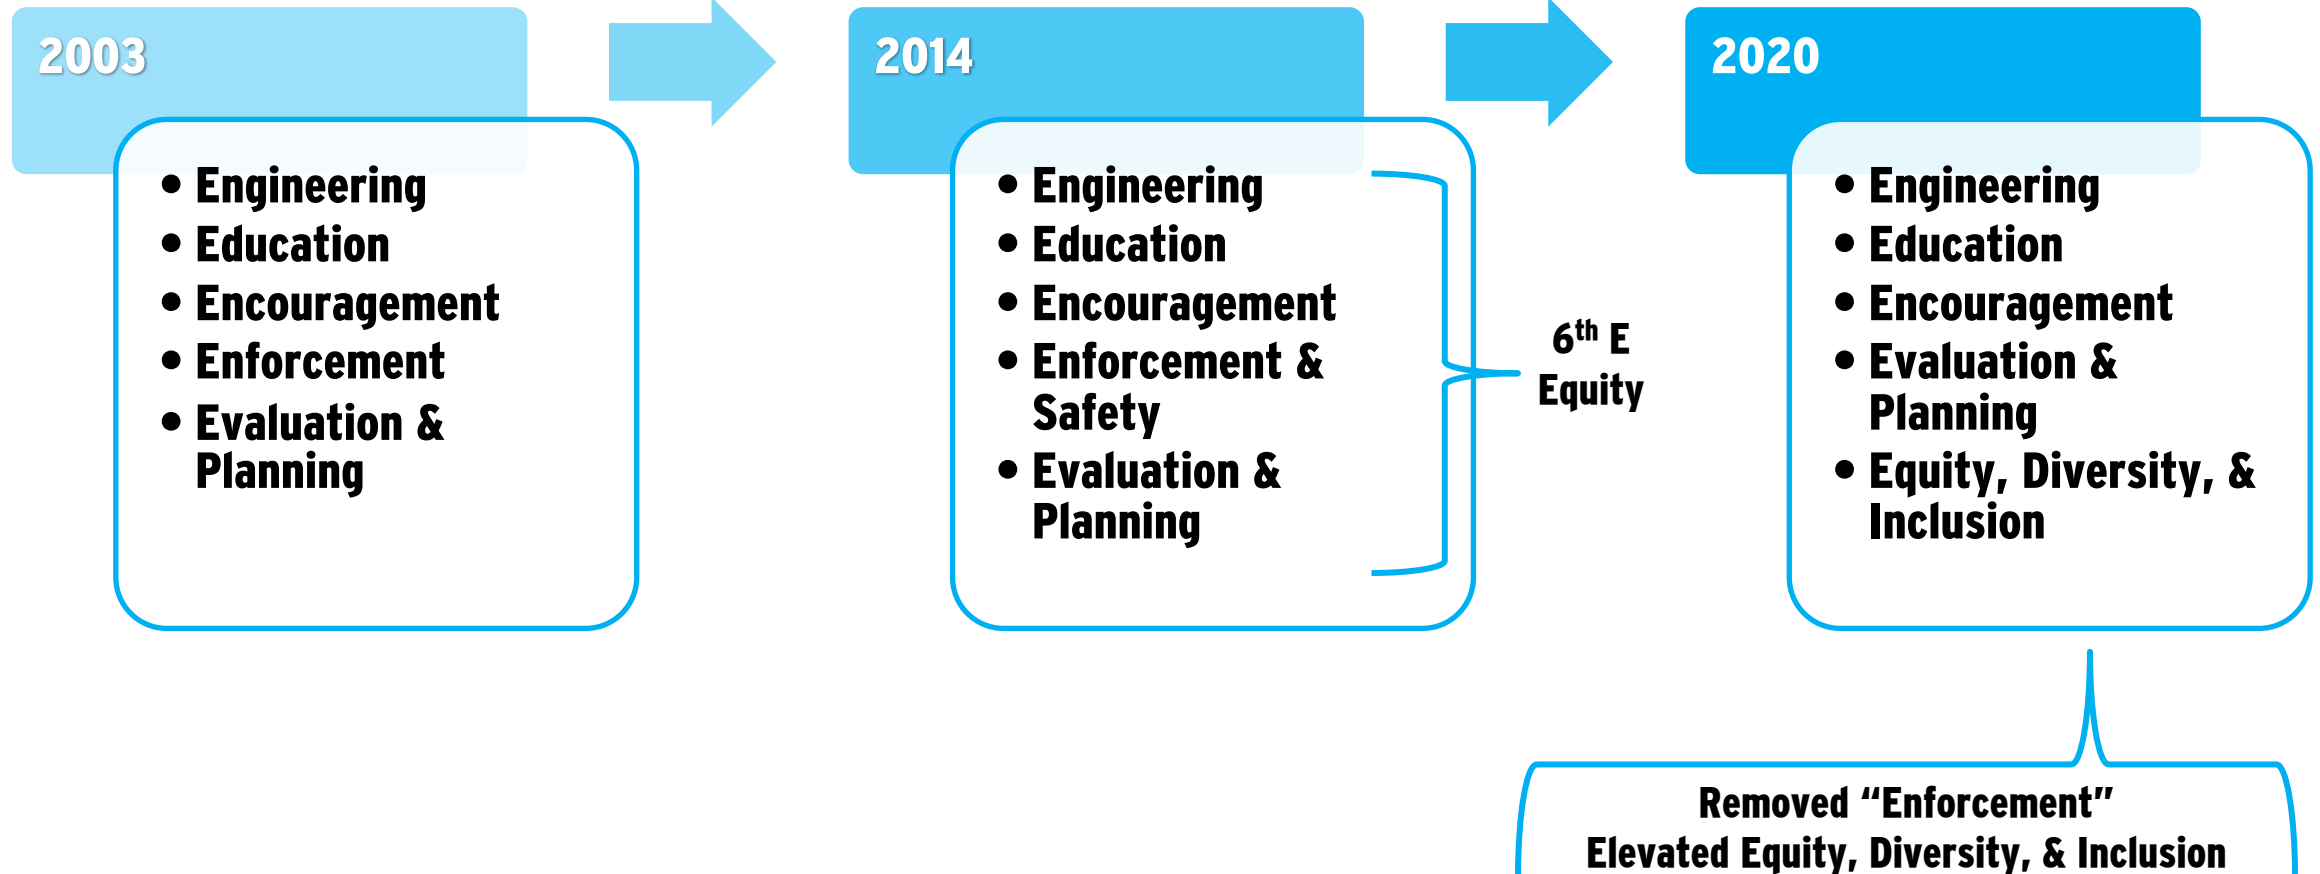 2003
• Engineering
• Education
• Encouragement
• Enforcement
• Evaluation &
Planning
2014
• Engineering
• Education
• Encouragement
• Enforcement &
Safety
• Evaluation &
Planning
6th E
Equity
2020
• Engineering
• Education
• Encouragement
• Evaluation &
Planning
• Equity, Diversity, &
Inclusion
Removed “Enforcement”
Elevated Equity, Diversity, & Inclusion